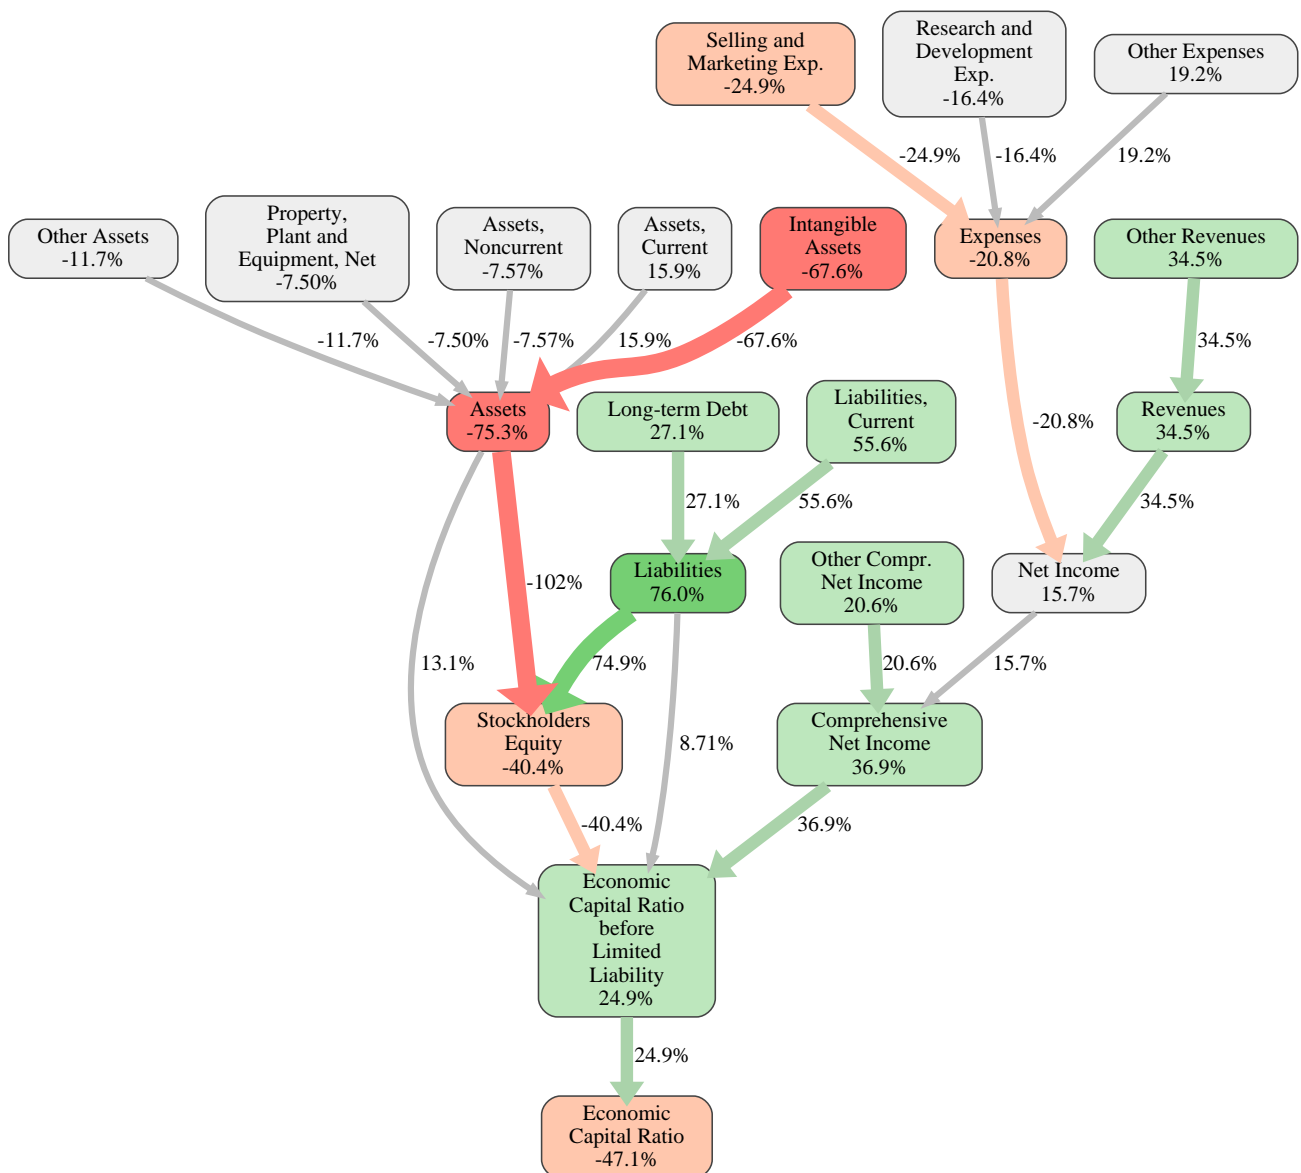 Selling and
Marketing Exp.
-24.9%
Research and
Development
Exp.
-16.4%
Other Expenses
19.2%
-24.9%
-16.4%
19.2%
Other Assets
-11.7%
Property,
Plant and
Equipment, Net
-7.50%
Assets,
Noncurrent
-7.57%
Assets,
Current
15.9%
Intangible
Assets
-67.6%
Expenses
-20.8%
Other Revenues
34.5%
-11.7%
-7.50%
-7.57%
15.9%
-67.6%
34.5%
Assets
-75.3%
Long-term Debt
27.1%
Liabilities,
Current
55.6%
-20.8%
Revenues
34.5%
27.1%
55.6%
34.5%
-102%
Liabilities
76.0%
Other Compr.
Net Income
20.6%
Net Income
15.7%
13.1%
74.9%
20.6%
15.7%
Stockholders
Equity
-40.4%
8.71%
Comprehensive
Net Income
36.9%
-40.4%
36.9%
Economic
Capital Ratio
before
Limited
Liability
24.9%
24.9%
Economic
Capital Ratio
-47.1%